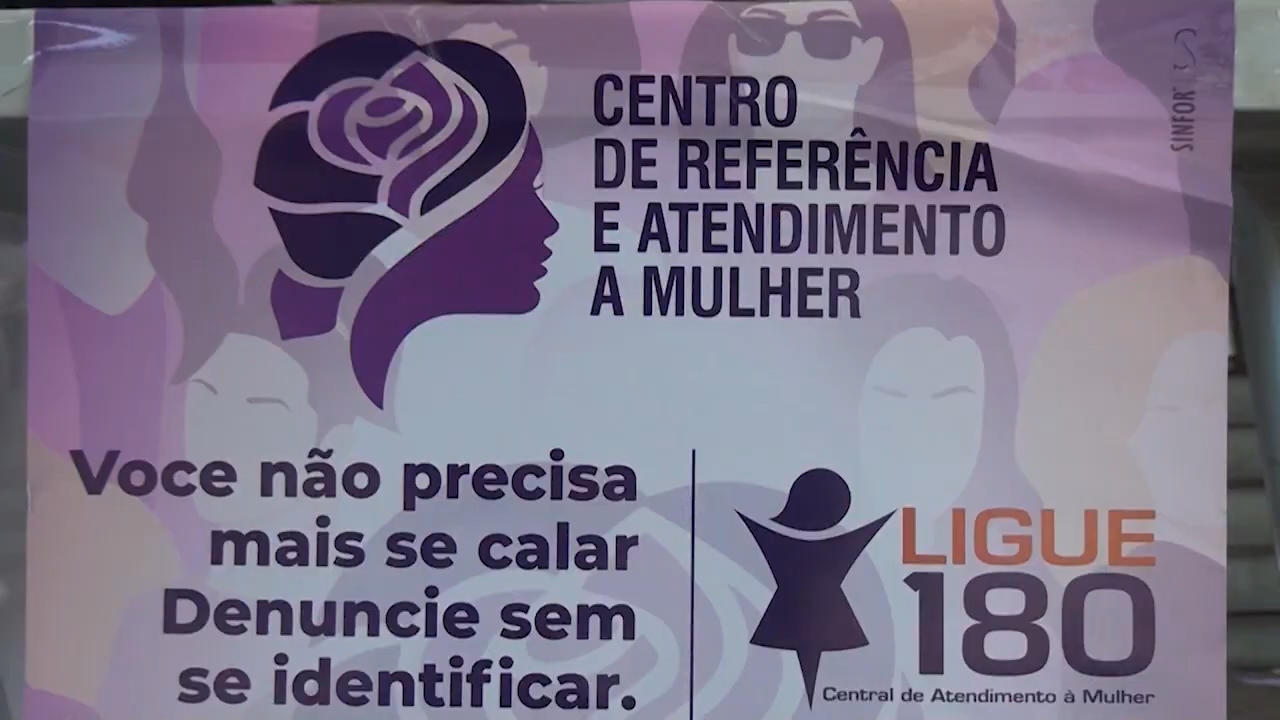 CENTRO
DE REFERÊNCIA
E ATENDIMENTO
A MULHER
SINFOR
Voce não precisa
mais se calar
Denuncie sem
se identificar.
LIGUE
180
Central de Atendimento à Mulher